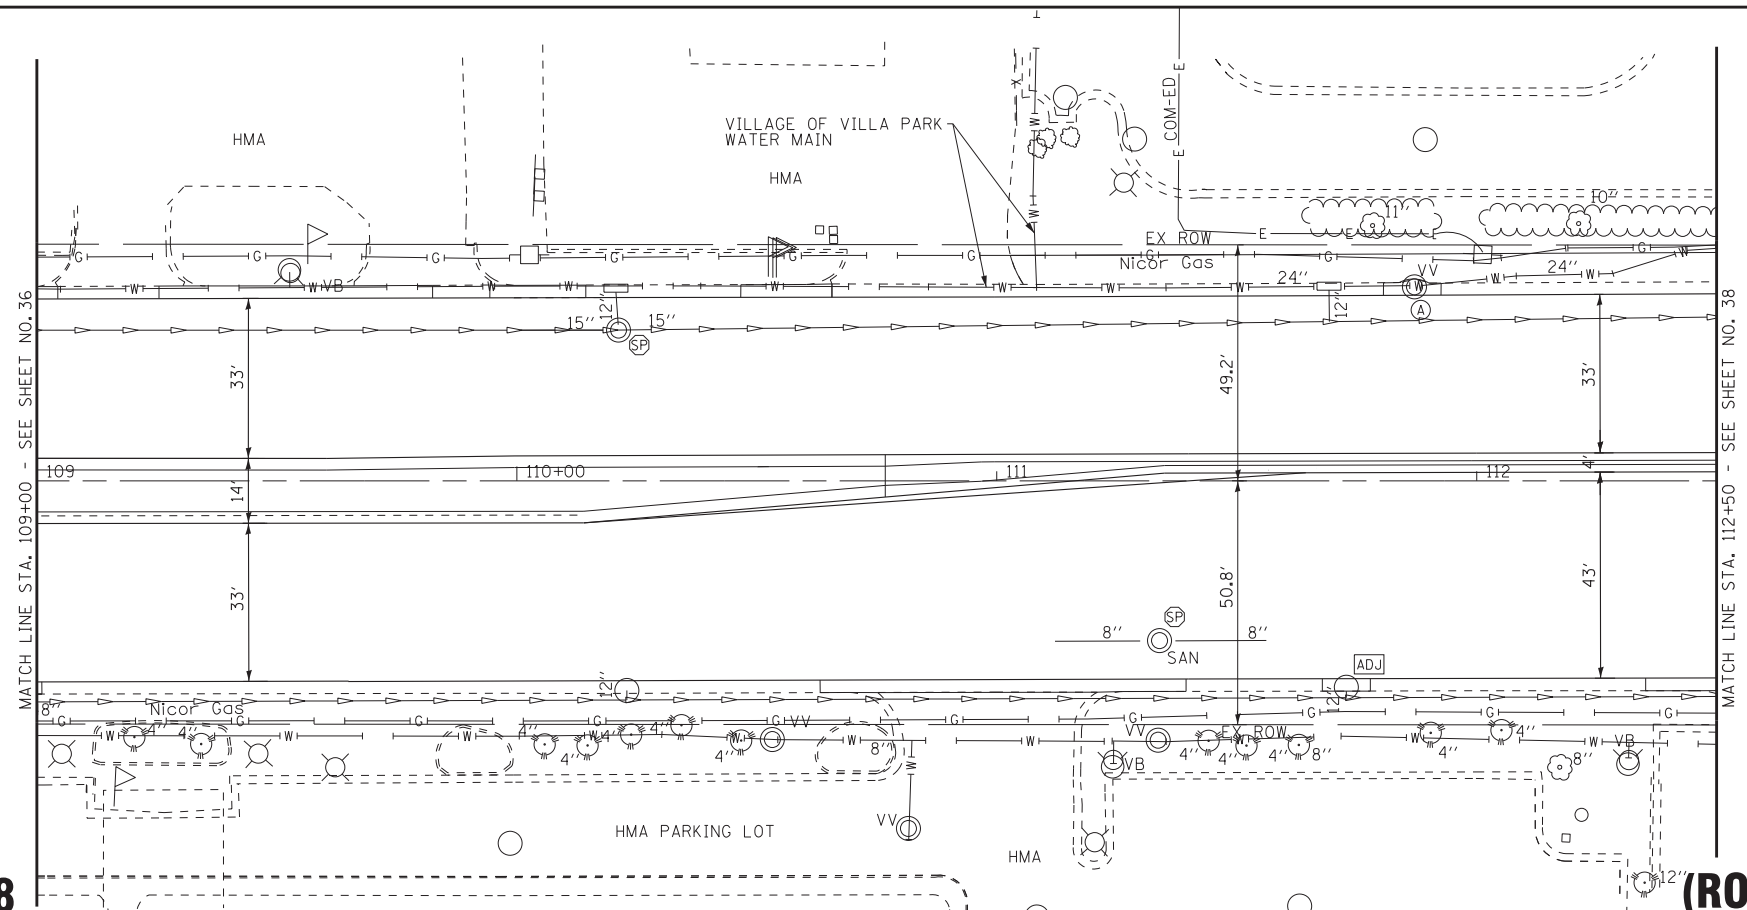 HMA
VILLAGE OF VILLA PARK
WATER MAIN
HMA
COM-ED
E
E
X
W
W
W
11''
10''
EX ROW
E
E
E
G
G
G
G
G
G
G
G
Nicor Gas
VV
24''
24''
VB
W
W
W
W
W
W
W
W
W
W
W
W
12''
12''
A
15''
15''
SP
33'
49.2'
33'
MATCH LINE STA. 109+00 - SEE SHEET NO. 36
MATCH LINE STA. 112+50 - SEE SHEET NO. 38
109
110+00
111
112
14'
4'
33'
50.8'
43'
SP
8''
8''
SAN
ADJ
12''
12''
8''
Nicor Gas
G
G
G
G
G
G
G
G
G
G
VV
VV
EX ROW
W
W
W
W
W
W
W
W
W
W
4''
4''
4''
4''
4''
4''
8''
4''
4''
4''
8''
4''
4''
8''
VB
VB
VV
HMA PARKING LOT
HMA
12''
8
(RO